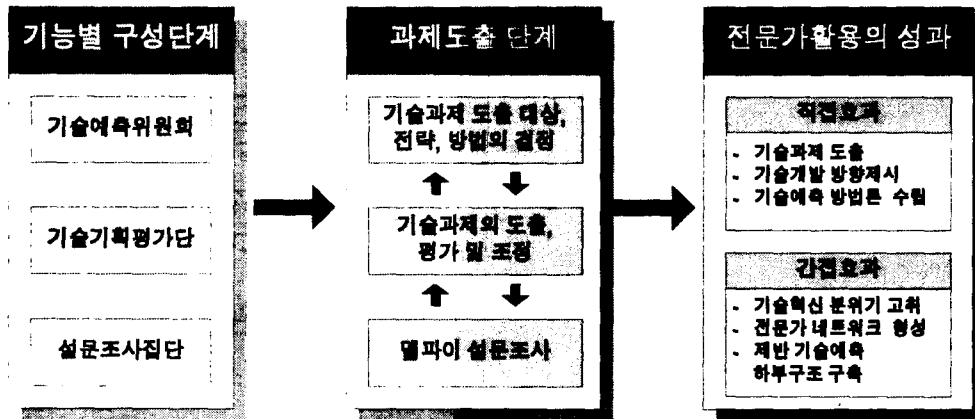 기능별 구성단계
기술예측위원회
기술기획평가단
설문조사집단
과제도출 단계
기술과제 도출 대상,
전략, 방법의 결정
기술과제의 도출,
평가 및 조정
델파이 설문조사
전문가활용의 성과
직접효과
- 기술과제 도출
- 기술개발 방향제시
- 기술예측 방법론 수립
간접효과
- 기술혁신 분위기 고취
- 전문가 네트워크 형성
- 제반 기술예측
하부구조 구축